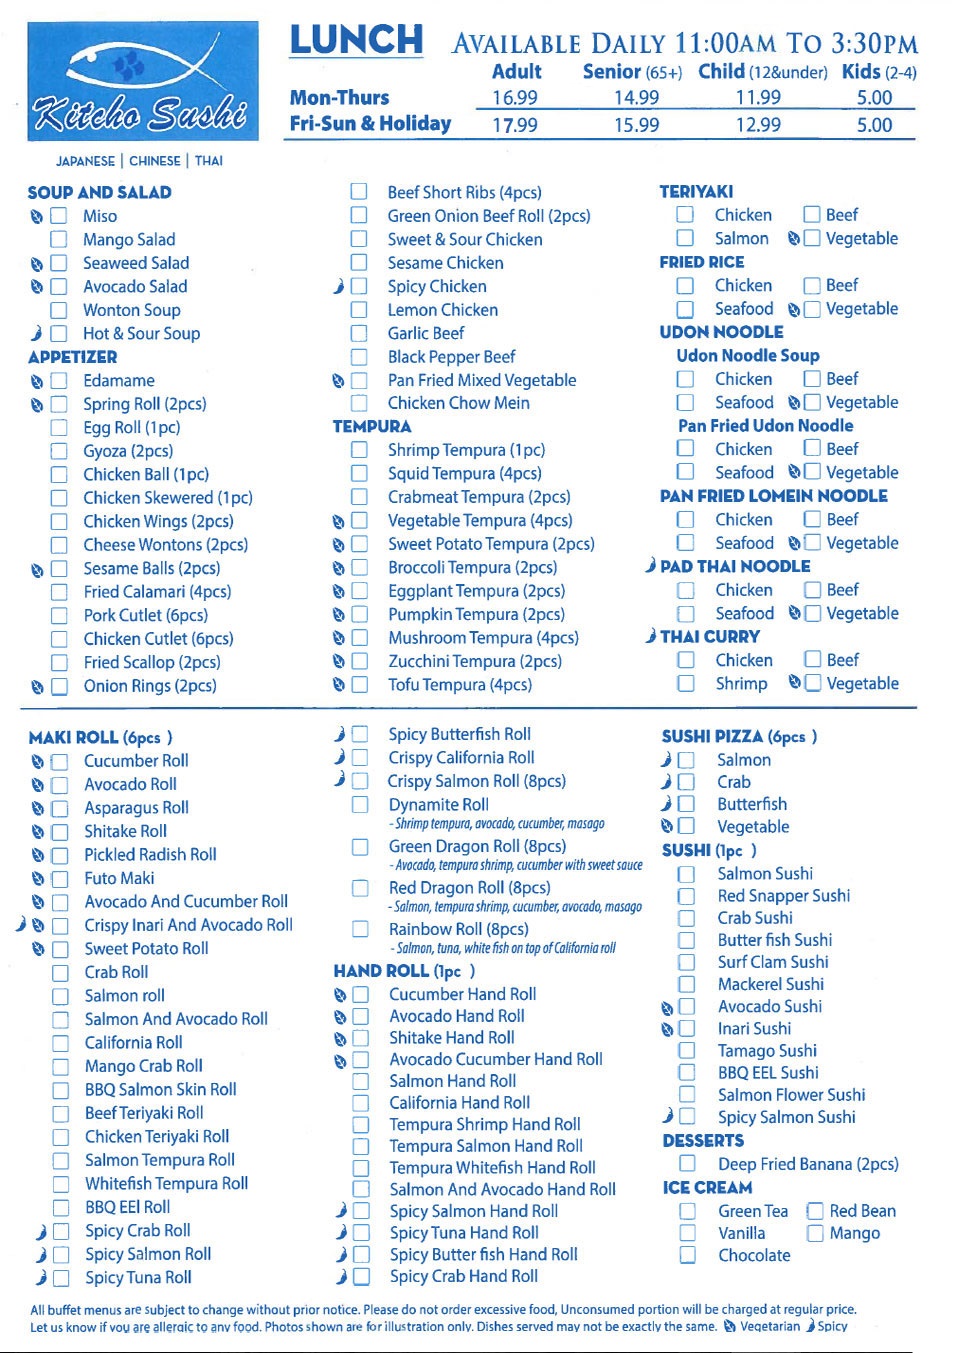 LUNCH AVAILABLE DAILY 11:00AM TO 3:30PM
Adult Senior (65+) Child (12&under) Kids (2-4)
Mon-Thurs 16.99 14.99 11.99 5.00
Fri-Sun & Holiday 17.99 15.99 12.99 5.00
Kitcho Sushi
JAPANESE | CHINESE | THAI
SOUP AND SALAD
Miso
Mango Salad
Seaweed Salad
Avocado Salad
Wonton Soup
Hot & Sour Soup
APPETIZER
Edamame
Spring Roll (2pcs)
Egg Roll (1pc)
Gyoza (2pcs)
Chicken Ball (1pc)
Chicken Skewered (1pc)
Chicken Wings (2pcs)
Cheese Wontons (2pcs)
Sesame Balls (2pcs)
Fried Calamari (4pcs)
Pork Cutlet (6pcs)
Chicken Cutlet (6pcs)
Fried Scallop (2pcs)
Onion Rings (2pcs)
Beef Short Ribs (4pcs)
Green Onion Beef Roll (2pcs)
Sweet & Sour Chicken
Sesame Chicken
Spicy Chicken
Lemon Chicken
Garlic Beef
Black Pepper Beef
Pan Fried Mixed Vegetable
Chicken Chow Mein
TEMPURA
Shrimp Tempura (1pc)
Squid Tempura (4pcs)
Crabmeat Tempura (2pcs)
Vegetable Tempura (4pcs)
Sweet Potato Tempura (2pcs)
Broccoli Tempura (2pcs)
Eggplant Tempura (2pcs)
Pumpkin Tempura (2pcs)
Mushroom Tempura (4pcs)
Zucchini Tempura (2pcs)
Tofu Tempura (4pcs)
TERIYAKI
Chicken Beef
Salmon Vegetable
FRIED RICE
Chicken Beef
Seafood Vegetable
UDON NOODLE
Udon Noodle Soup
Chicken Beef
Seafood Vegetable
Pan Fried Udon Noodle
Chicken Beef
Seafood Vegetable
PAN FRIED LOMEIN NOODLE
Chicken Beef
Seafood Vegetable
PAD THAI NOODLE
Chicken Beef
Seafood Vegetable
THAI CURRY
Chicken Beef
Shrimp Vegetable
MAKI ROLL (6pcs )
Cucumber Roll
Avocado Roll
Asparagus Roll
Shitake Roll
Pickled Radish Roll
Futo Maki
Avocado And Cucumber Roll
Crispy Inari And Avocado Roll
Sweet Potato Roll
Crab Roll
Salmon roll
Salmon And Avocado Roll
California Roll
Mango Crab Roll
BBQ Salmon Skin Roll
Beef Teriyaki Roll
Chicken Teriyaki Roll
Salmon Tempura Roll
Whitefish Tempura Roll
BBQ EEl Roll
Spicy Crab Roll
Spicy Salmon Roll
Spicy Tuna Roll
Spicy Butterfish Roll
Crispy California Roll
Crispy Salmon Roll (8pcs)
Dynamite Roll
- Shrimp tempura, avocado, cucumber, masago
Green Dragon Roll (8pcs)
- Avocado, tempura shrimp, cucumber with sweet sauce
Red Dragon Roll (8pcs)
- Salmon, tempura shrimp, cucumber, avocado, masago
Rainbow Roll (8pcs)
- Salmon, tuna, white fish on top of California roll
HAND ROLL (1pc )
Cucumber Hand Roll
Avocado Hand Roll
Shitake Hand Roll
Avocado Cucumber Hand Roll
Salmon Hand Roll
California Hand Roll
Tempura Shrimp Hand Roll
Tempura Salmon Hand Roll
Tempura Whitefish Hand Roll
Salmon And Avocado Hand Roll
Spicy Salmon Hand Roll
Spicy Tuna Hand Roll
Spicy Butter fish Hand Roll
Spicy Crab Hand Roll
SUSHI PIZZA (6pcs )
Salmon
Crab
Butterfish
Vegetable
SUSHI (1pc )
Salmon Sushi
Red Snapper Sushi
Crab Sushi
Butter fish Sushi
Surf Clam Sushi
Mackerel Sushi
Avocado Sushi
Inari Sushi
Tamago Sushi
BBQ EEL Sushi
Salmon Flower Sushi
Spicy Salmon Sushi
DESSERTS
Deep Fried Banana (2pcs)
ICE CREAM
Green Tea Red Bean
Vanilla Mango
Chocolate
All buffet menus are subject to change without prior notice. Please do not order excessive food, Unconsumed portion will be charged at regular price.
Let us know if you are allergic to any food. Photos shown are for illustration only. Dishes served may not be exactly the same. Vegetarian Spicy